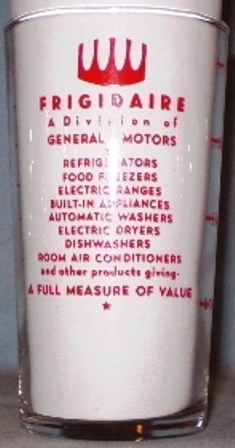 FRIGIDAIRE
A Division of
GENERAL MOTORS
REFRIGERATORS
FOOD FREEZERS
ELECTRIC RANGES
BUILT-IN APPLIANCES
AUTOMATIC WASHERS
ELECTRIC DRYERS
DISHWASHERS
ROOM AIR CONDITIONERS
and other products giving-
A FULL MEASURE OF VALUE